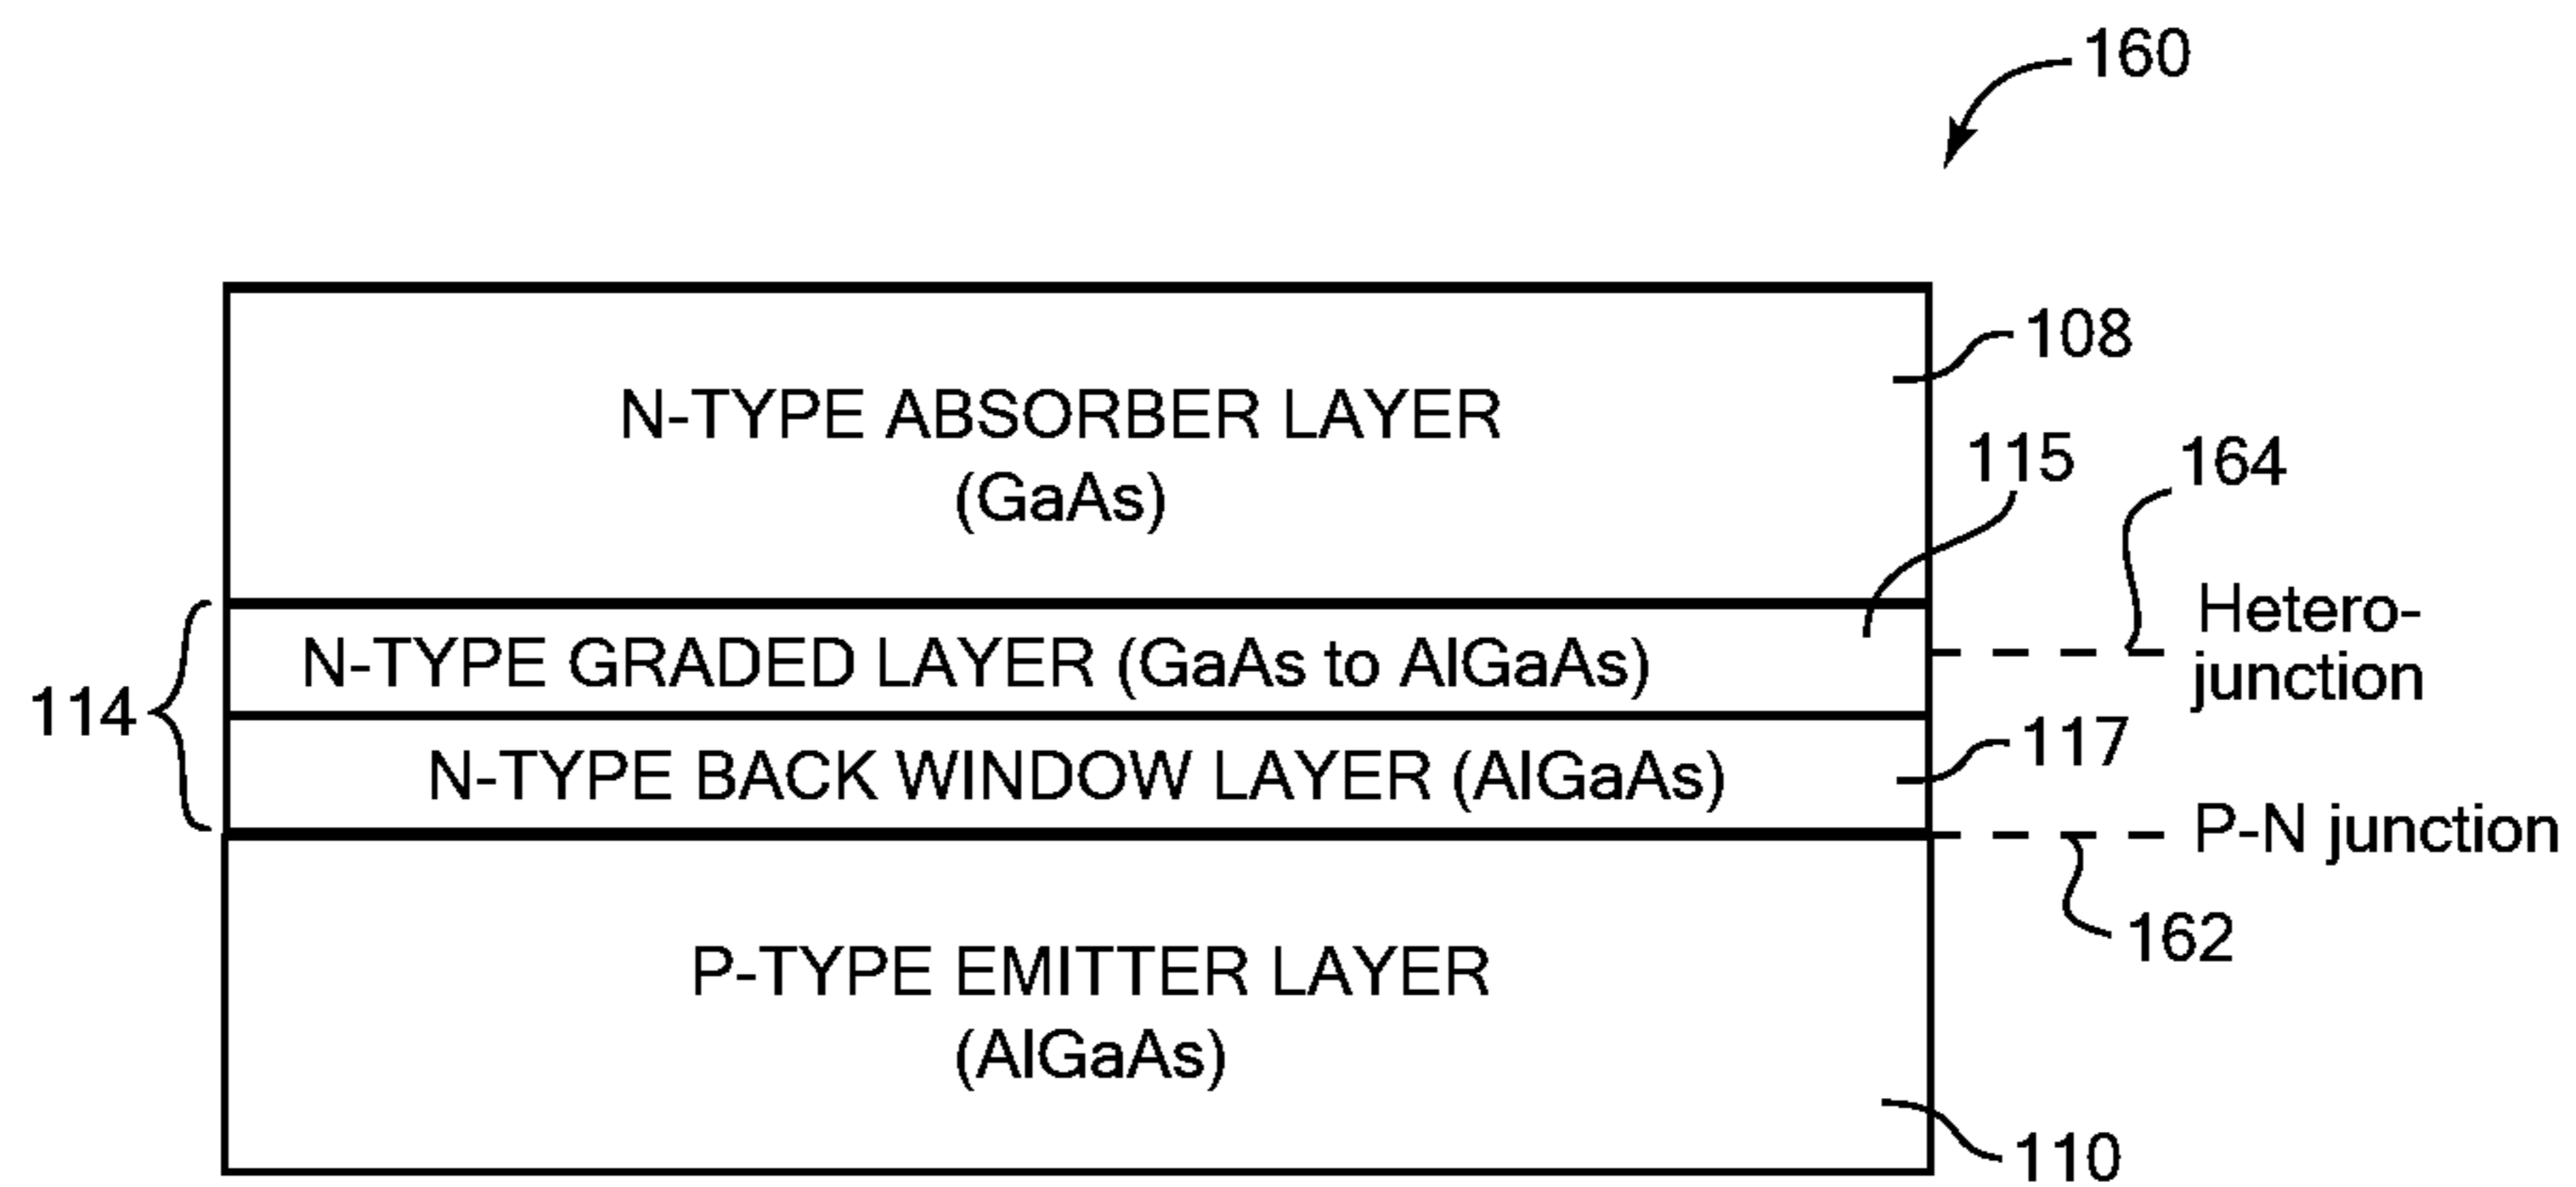 160
108
N-TYPE ABSORBER LAYER
(GaAs)
115
164
Hetero-
junction
N-TYPE GRADED LAYER (GaAs to AlGaAs)
114
117
N-TYPE BACK WINDOW LAYER (AlGaAs)
P-N junction
162
P-TYPE EMITTER LAYER
(AlGaAs)
110